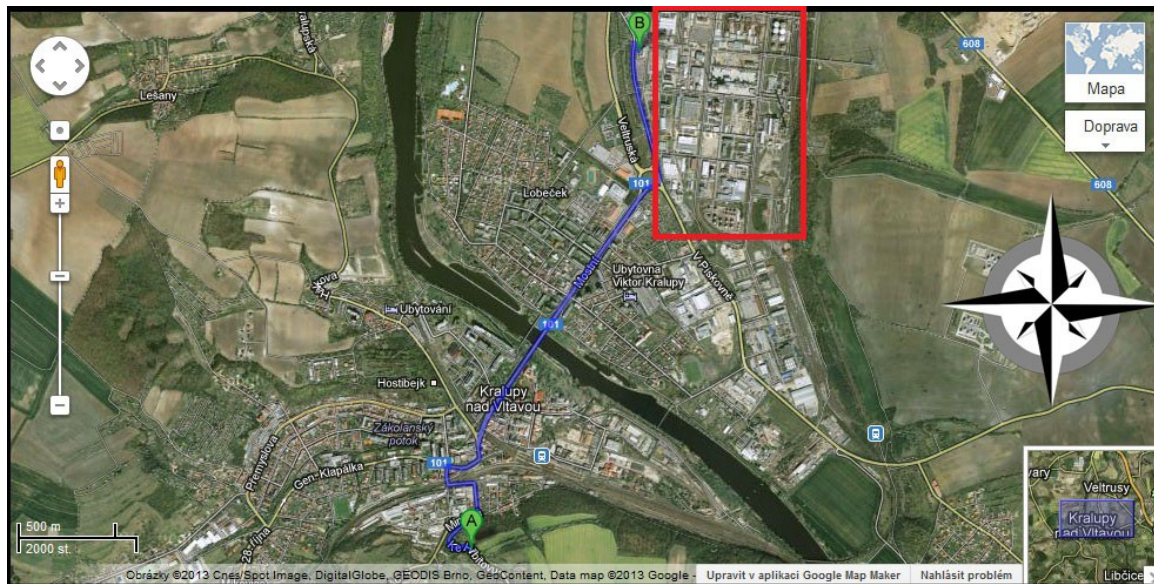 B
608
Mapa
Doprava
Lešany
Veltruská
101
Lobeček
608
Mostní
V Pískovně
Ubytovna
Viktor Kralupy
Ubytování
101
Hostibejk
Kralupy
nad Vltavou
Zákolanský
potok
Přemyslova
Gen-Klapálka
101
500 m
2000 st.
28. října
A
vary
Veltrusy
Kralupy
nad Vltavou
Libčice
Obrázky ©2013 Cnes/Spot Image, DigitalGlobe, GEODIS Brno, GeoContent, Data map ©2013 Google -
Upravit v aplikaci Google Map Maker
Nahlásit problém